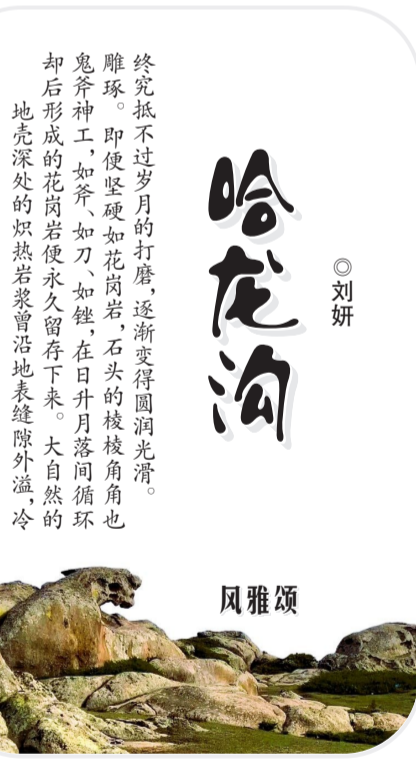 哈龙沟
◎刘妍
地壳深处的炽热岩浆曾沿地表缝隙外溢，冷
却后形成的花岗岩便永久留存下来。大自然的
鬼斧神工，如斧、如刀、如锉，在日升月落间循环
雕琢。即便坚硬如花岗岩，石头的棱棱角角也
终究抵不过岁月的打磨，逐渐变得圆润光滑。
风雅颂